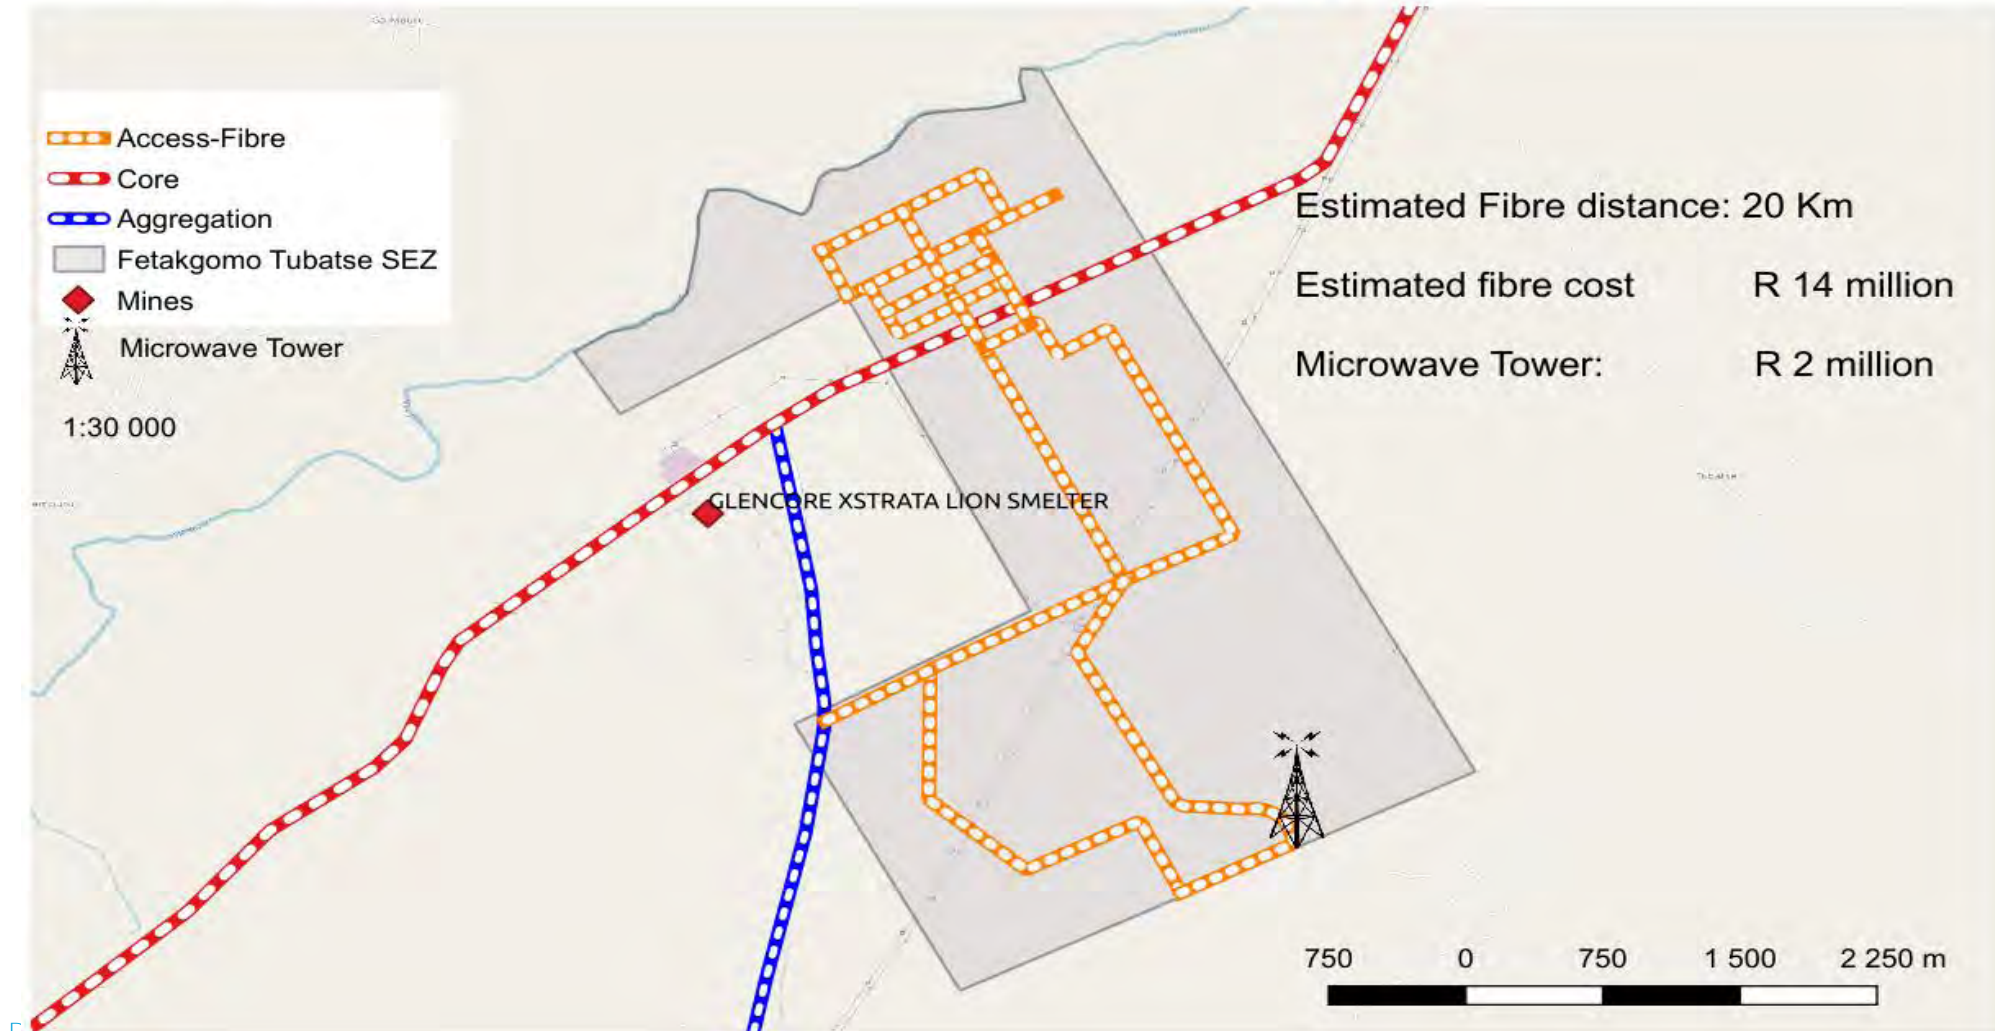 Access-Fibre
Core
Aggregation
Fetakgomo Tubatse SEZ
Mines
Microwave Tower
1:30 000
Estimated Fibre distance: 20 Km
Estimated fibre cost R 14 million
Microwave Tower: R 2 million
GLENCORE XSTRATA LION SMELTER
Tubatse
750 0 750 1 500 2 250 m